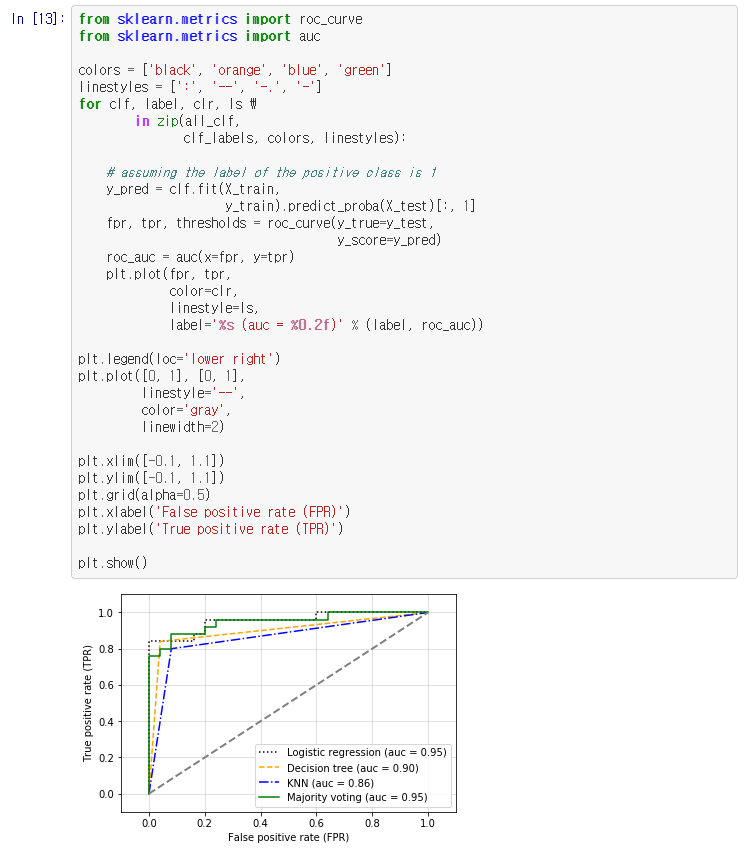 In [13]:
from sklearn.metrics import roc_curve
from sklearn.metrics import auc
colors = ['black', 'orange', 'blue', 'green']
linestyles = [':', '--', '-.', '-']
for clf, label, clr, ls ₩
        in zip(all_clf,
               clf_labels, colors, linestyles):
    # assuming the label of the positive class is 1
    y_pred = clf.fit(X_train,
                     y_train).predict_proba(X_test)[:, 1]
    fpr, tpr, thresholds = roc_curve(y_true=y_test,
                                     y_score=y_pred)
    roc_auc = auc(x=fpr, y=tpr)
    plt.plot(fpr, tpr,
             color=clr,
             linestyle=ls,
             label='%s (auc = %0.2f)' % (label, roc_auc))
plt.legend(loc='lower right')
plt.plot([0, 1], [0, 1],
         linestyle='--',
         color='gray',
         linewidth=2)
plt.xlim([-0.1, 1.1])
plt.ylim([-0.1, 1.1])
plt.grid(alpha=0.5)
plt.xlabel('False positive rate (FPR)')
plt.ylabel('True positive rate (TPR)')
plt.show()
True positive rate (TPR)
1.0
0.8
0.6
0.4
0.2
0.0
Logistic regression (auc = 0.95)
Decision tree (auc = 0.90)
KNN (auc = 0.86)
Majority voting (auc = 0.95)
0.0 0.2 0.4 0.6 0.8 1.0
False positive rate (FPR)